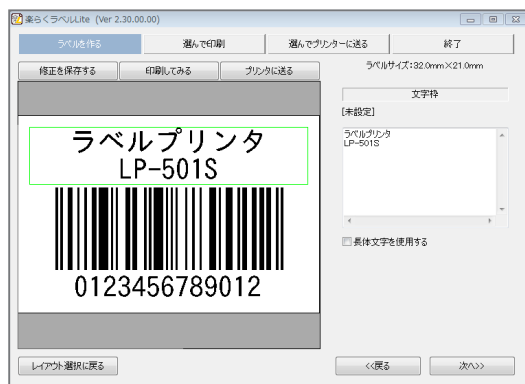 楽らくラベルLite (Ver 2.30.00.00)
ラベルを作る
選んで印刷
選んでプリンターに送る
終了
修正を保存する
印刷してみる
プリンタに送る
ラベルサイズ:32.0mm×21.0mm
文字枠
[未設定]
ラベルプリンタ
LP-501S
ラベルプリンタ
LP-501S
0123456789012
長体文字を使用する
レイアウト選択に戻る
<<戻る
次へ>>